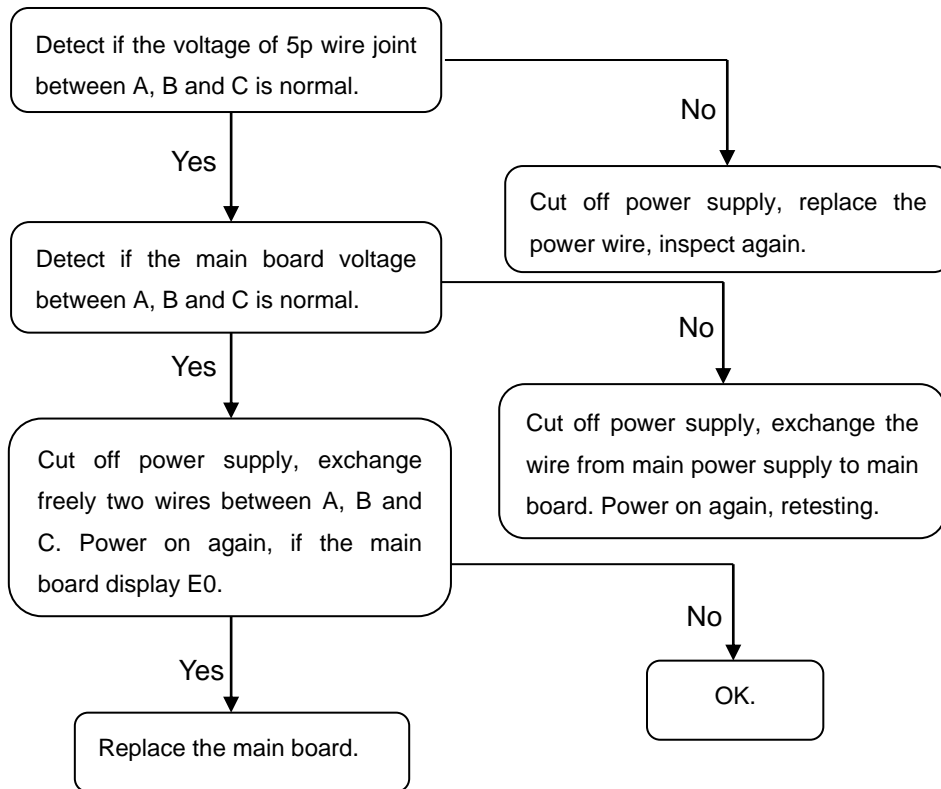 Detect if the voltage of 5p wire joint
between A, B and C is normal.
No
Yes
Cut off power supply, replace the
power wire, inspect again.
Detect if the main board voltage
between A, B and C is normal.
No
Yes
Cut off power supply, exchange the
wire from main power supply to main
board. Power on again, retesting.
Cut off power supply, exchange
freely two wires between A, B and
C. Power on again, if the main
board display E0.
No
Yes
OK.
Replace the main board.